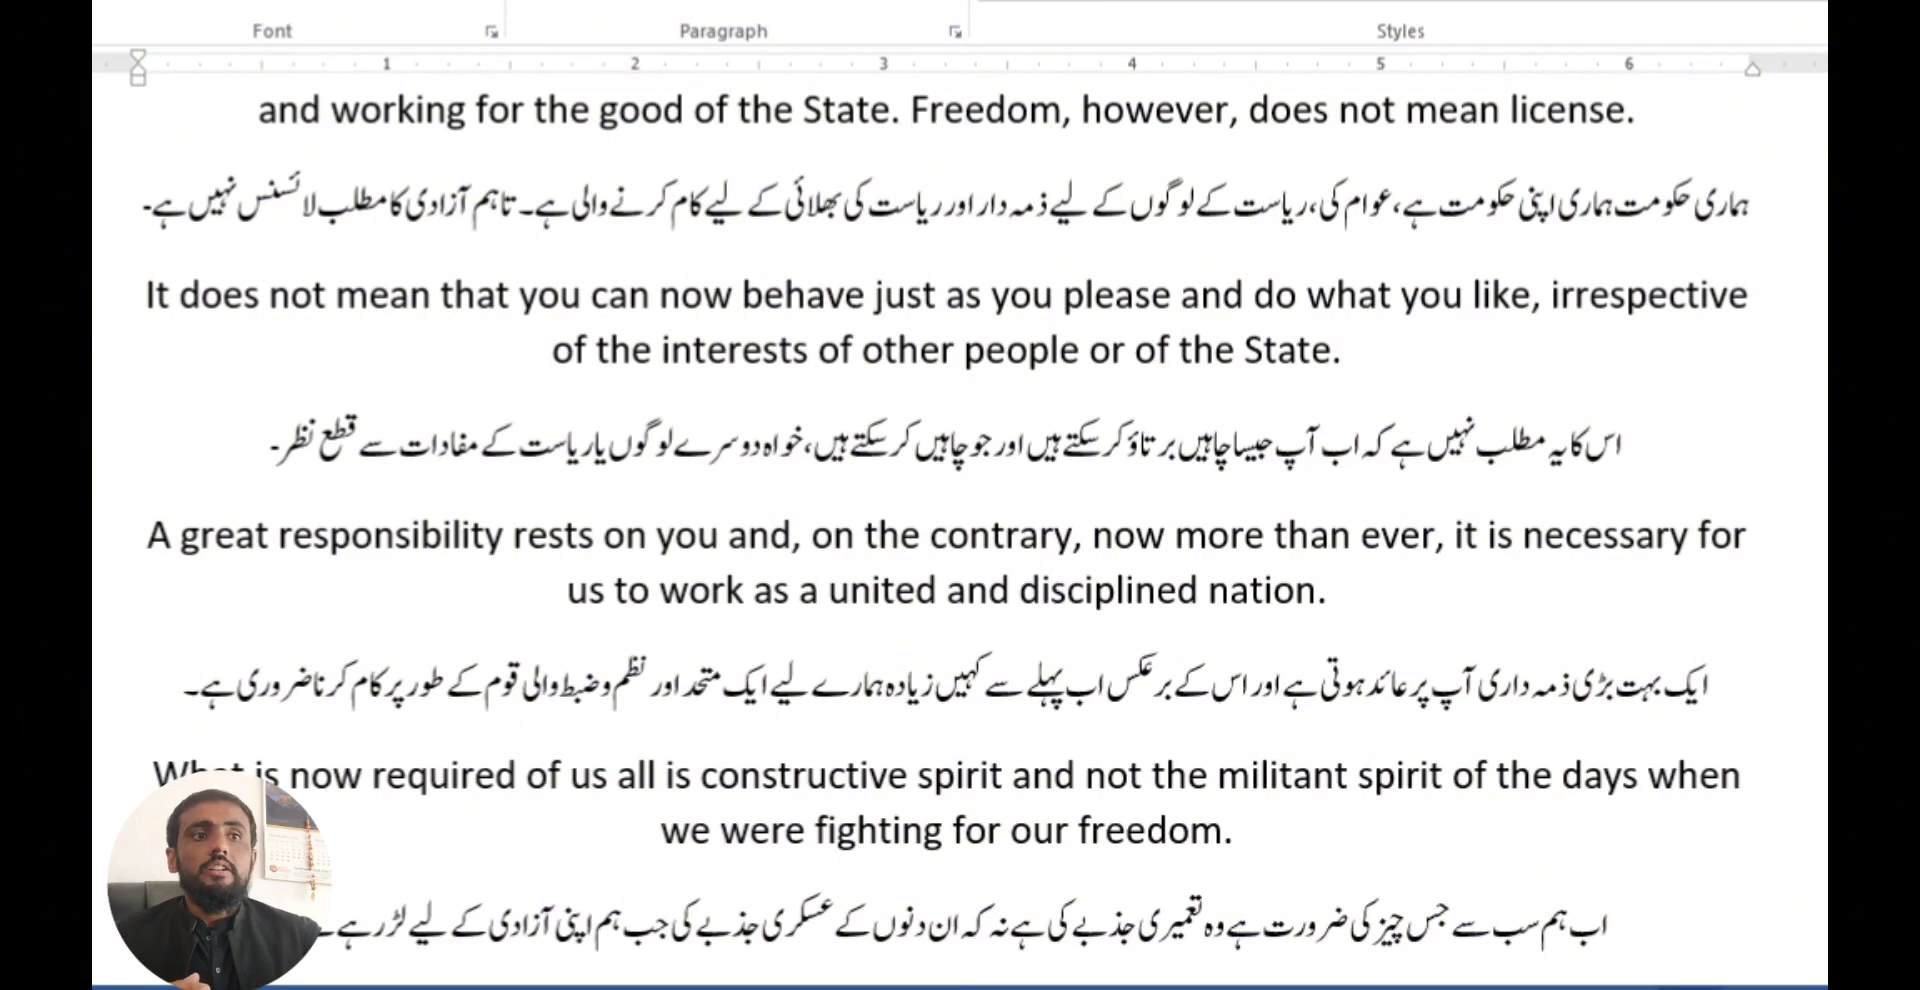 Font
Paragraph
Styles
1 2 3 4 5 6
and working for the good of the State. Freedom, however, does not mean license.
ہماری حکومت ہماری اپنی حکومت ہے، عوام کی، ریاست کے لوگوں کے لیے ذمہ دار اور ریاست کی بھلائی کے لیے کام کرنے والی ہے۔ تاہم آزادی کا مطلب لائسنس نہیں ہے۔
It does not mean that you can now behave just as you please and do what you like, irrespective
of the interests of other people or of the State.
اس کا یہ مطلب نہیں ہے کہ اب آپ جیسا چاہیں برتاؤ کر سکتے ہیں اور جو چاہیں کر سکتے ہیں، خواہ دوسرے لوگوں یا ریاست کے مفادات سے قطع نظر۔
A great responsibility rests on you and, on the contrary, now more than ever, it is necessary for
us to work as a united and disciplined nation.
ایک بہت بڑی ذمہ داری آپ پر عائد ہوتی ہے اور اس کے برعکس اب پہلے سے کہیں زیادہ ہمارے لیے ایک متحد اور نظم و ضبط والی قوم کے طور پر کام کرنا ضروری ہے۔
What is now required of us all is constructive spirit and not the militant spirit of the days when
we were fighting for our freedom.
اب ہم سب سے جس چیز کی ضرورت ہے وہ تعمیری جذبے کی ہے نہ کہ ان دنوں کے عسکری جذبے کی جب ہم اپنی آزادی کے لیے لڑ رہے